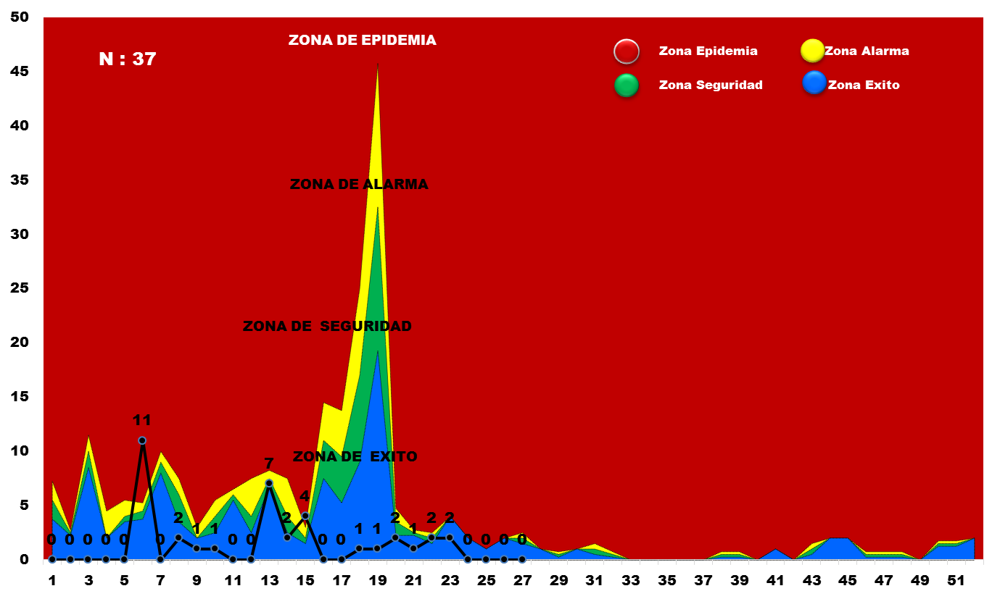 50
ZONA DE EPIDEMIA
N : 37
Zona Epidemia
Zona Alarma
Zona Seguridad
Zona Exito
45
40
35
ZONA DE ALARMA
30
25
ZONA DE  SEGURIDAD
20
15
11
10
ZONA DE  EXITO
7
5
4
0 0 0 0 0 0 2 1 1 0 0 2 0 0 1 1 2 1 2 2 0 0 0 0
0
1 3 5 7 9 11 13 15 17 19 21 23 25 27 29 31 33 35 37 39 41 43 45 47 49 51